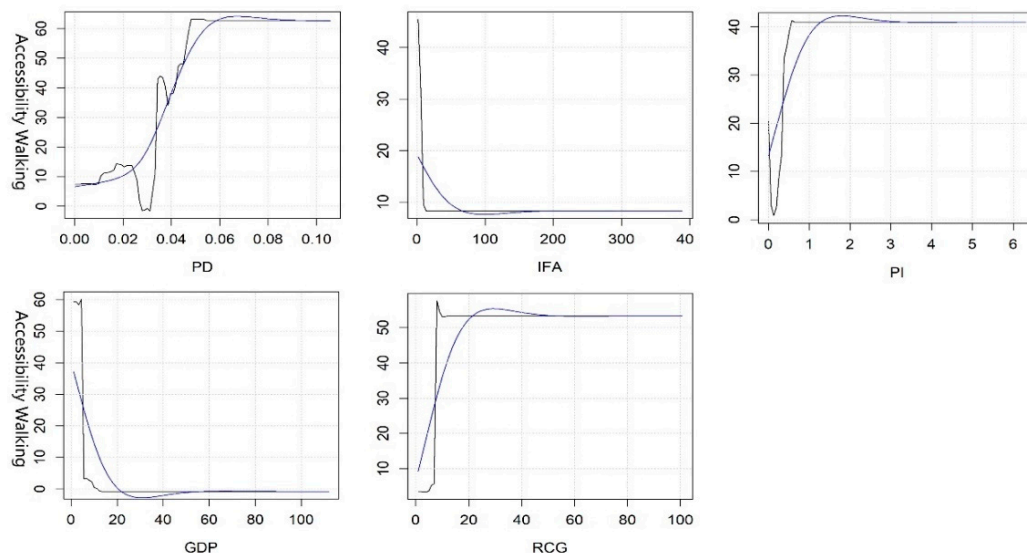 Accessibility Walking
0 10 20 30 40 50 60
0.00 0.02 0.04 0.06 0.08 0.10
PD
10 20 30 40
0 100 200 300 40
IFA
0 10 20 30 40
0 1 2 3 4 5 6
PI
Accessibility Walking
0 10 20 30 40 50 60
0 20 40 60 80 100
GDP
10 20 30 40 50
0 20 40 60 80 100
RCG